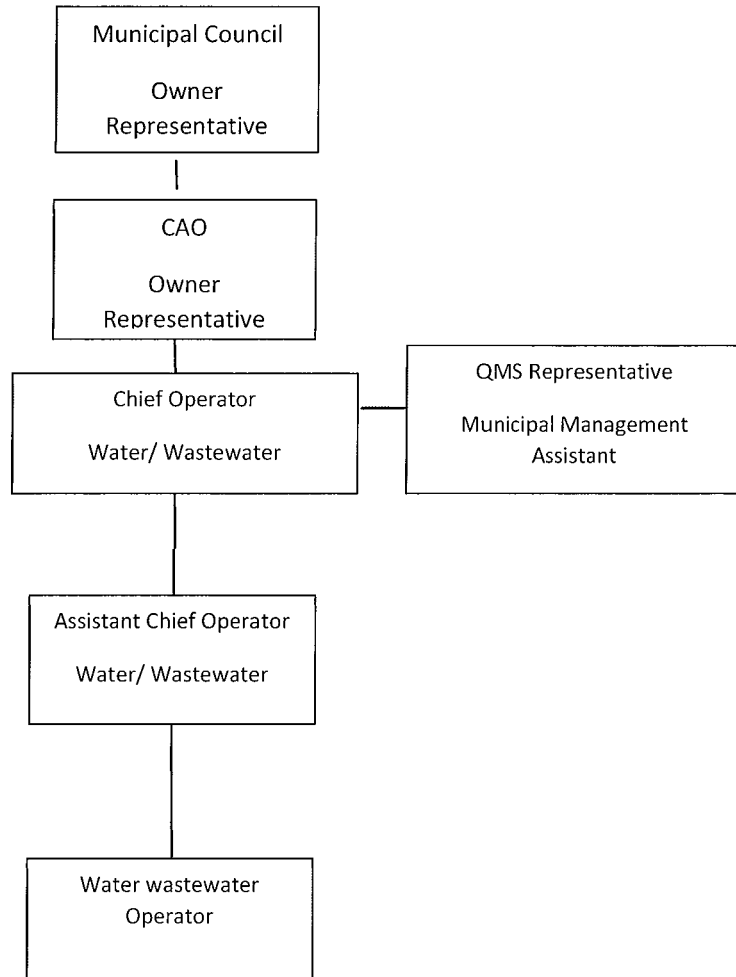 Municipal Council
Owner
Representative
CAO
Owner
Representative
Chief Operator
Water/ Wastewater
QMS Representative
Municipal Management
Assistant
Assistant Chief Operator
Water/ Wastewater
Water wastewater
Operator